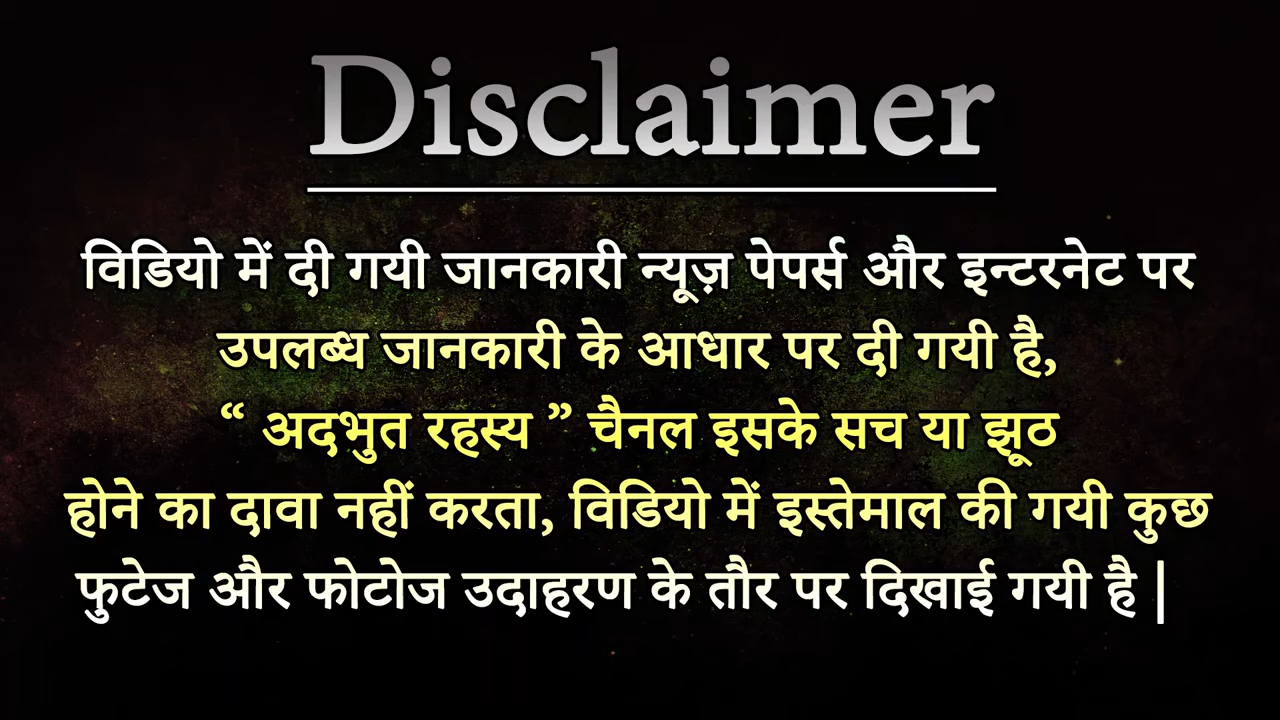 Disclaimer
विडियो में दी गयी जानकारी न्यूज़ पेपर्स और इन्टरनेट पर
उपलब्ध जानकारी के आधार पर दी गयी है,
“ अदभुत रहस्य ” चैनल इसके सच या झूठ
होने का दावा नहीं करता, विडियो में इस्तेमाल की गयी कुछ
फुटेज और फोटोज उदाहरण के तौर पर दिखाई गयी है |